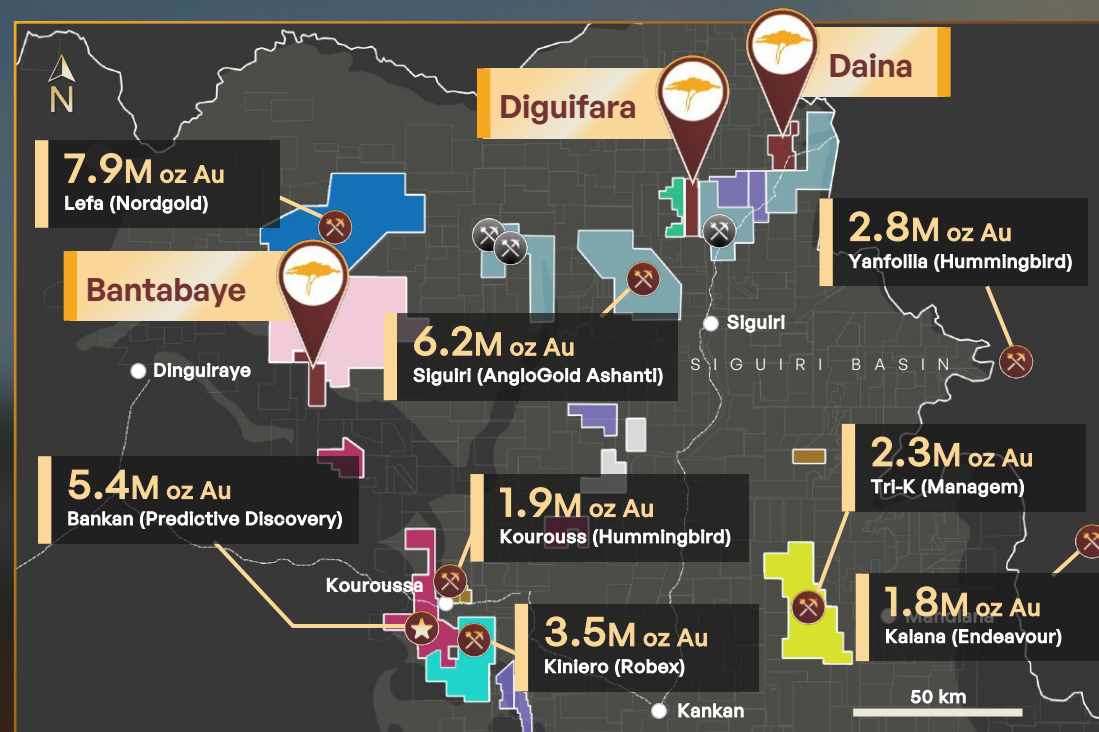 N
Daina
Diguifara
7.9M oz Au
Lefa (Nordgold)
2.8M oz Au
Yanfolila (Hummingbird)
Bantabaye
6.2M oz Au
Siguiri (AngloGold Ashanti)
Siguiri
SIGUIRI BASIN
Dinguiraye
2.3M oz Au
Tri-K (Managem)
5.4M oz Au
Bankan (Predictive Discovery)
1.9M oz Au
Kourouss (Hummingbird)
Kouroussa
1.8M oz Au
Mandiana
Kalana (Endeavour)
3.5M oz Au
Kiniero (Robex)
50 km
Kankan